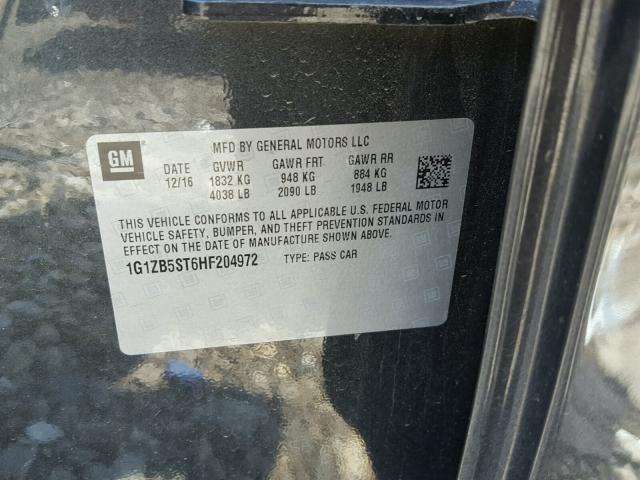 GM
MFD BY GENERAL MOTORS LLC
DATE GVWR GAWR FRT GAWR RR
12/16 1832 KG 948 KG 884 KG
4038 LB 2090 LB 1948 LB
THIS VEHICLE CONFORMS TO ALL APPLICABLE U.S. FEDERAL MOTOR
VEHICLE SAFETY, BUMPER, AND THEFT PREVENTION STANDARDS IN
EFFECT ON THE DATE OF MANUFACTURE SHOWN ABOVE.
1G1ZB5ST6HF204972 TYPE: PASS CAR